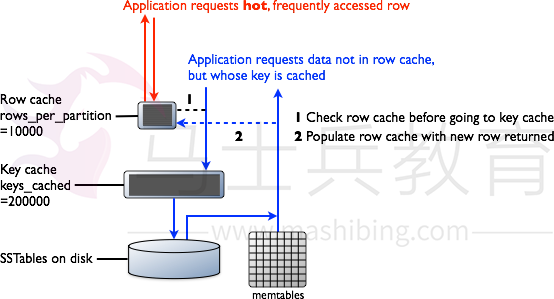 Application requests hot, frequently accessed row
Application requests data not in row cache,
but whose key is cached
Row cache
rows_per_partition
=10000
1
1 Check row cache before going to key cache
2
2 Populate row cache with new row returned
马士兵教育
Key cache
keys_cached
=200000
www.mashibing.com
SSTables on disk
memtables